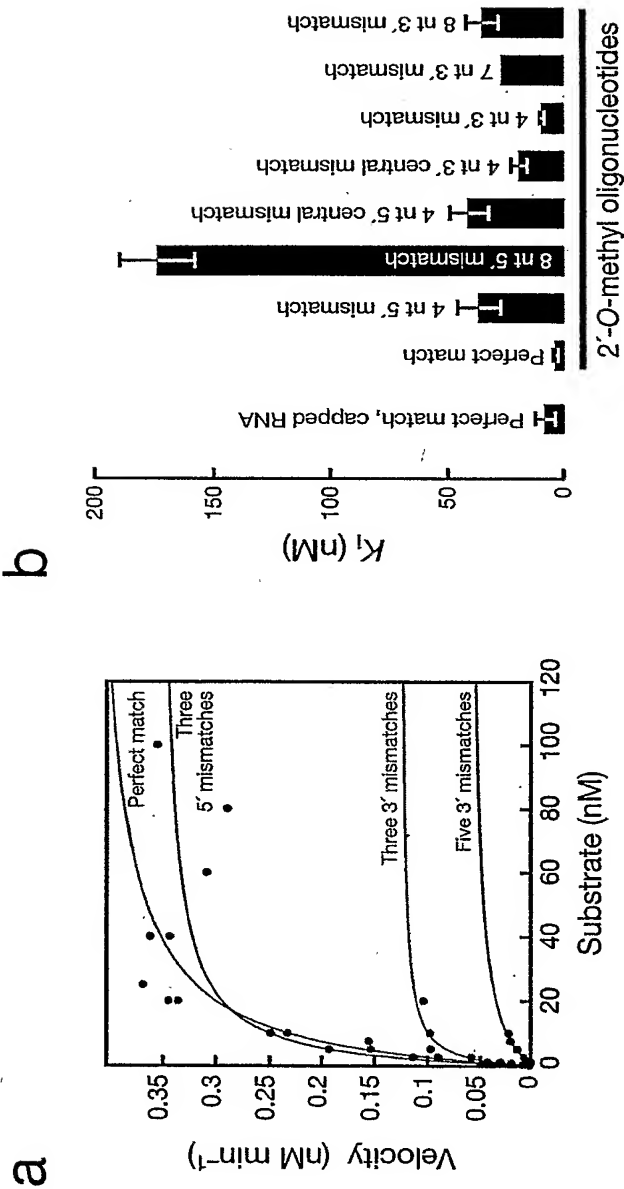 a
Velocity (nM min⁻¹)
0.35
0.3
0.25
0.2
0.15
0.1
0.05
0
Perfect match
Three
5′ mismatches
Three 3′ mismatches
Five 3′ mismatches
0
20
40
60
80
100
120
Substrate (nM)
b
K_I (nM)
200
150
100
50
0
Perfect match, capped RNA
Perfect match
4 nt 5′ mismatch
8 nt 5′ mismatch
4 nt 5′ central mismatch
4 nt 3′ central mismatch
4 nt 3′ mismatch
7 nt 3′ mismatch
8 nt 3′ mismatch
2′-O-methyl oligonucleotides